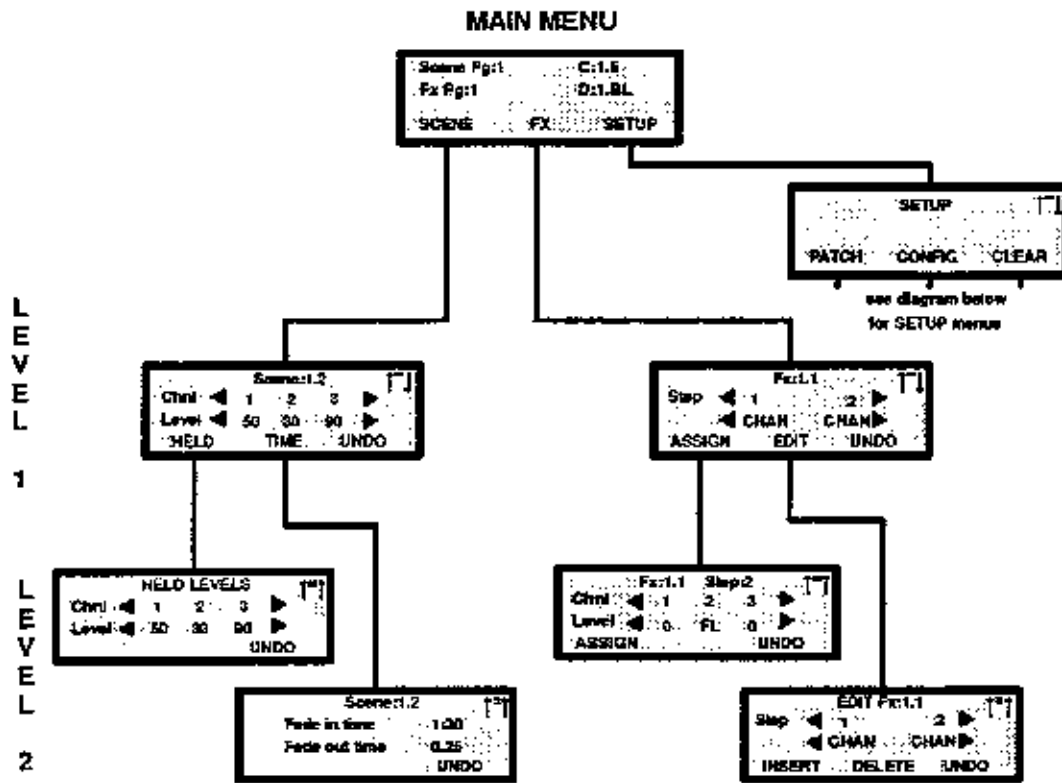 MAIN MENU
Scene Pg:1 C:1.5
Fx Pg:1 D:1.BL
SCENE FX SETUP
SETUP
PATCH CONFIG CLEAR
see diagram below
for SETUP menus
LEVEL 1
Scene:1.2
Chnl 1 2 3
Level 50 30 90
HELD TIME UNDO
Fx:1.1
Step 1 2
CHAN CHAN
ASSIGN EDIT UNDO
LEVEL 2
HELD LEVELS
Chnl 1 2 3
Level 50 30 90
UNDO
Fx:1.1 Step:2
Chnl 1 2 3
Level 0 FL 0
ASSIGN UNDO
Scene:1.2
Fade in time 1:30
Fade out time 0.25
UNDO
EDIT Fx:1.1
Step 1 2
CHAN CHAN
INSERT DELETE UNDO